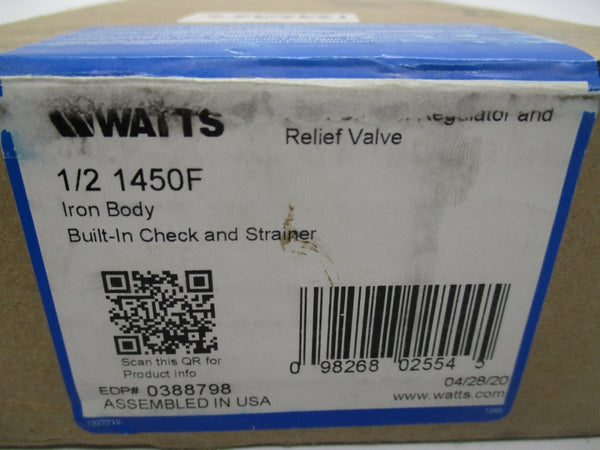 WATTS
Regulator and
Relief Valve
1/2 1450F
Iron Body
Built-In Check and Strainer
Scan this QR for
Product Info
0 98268 02554 5
EDP# 0388798
04/28/20
ASSEMBLED IN USA
www.watts.com